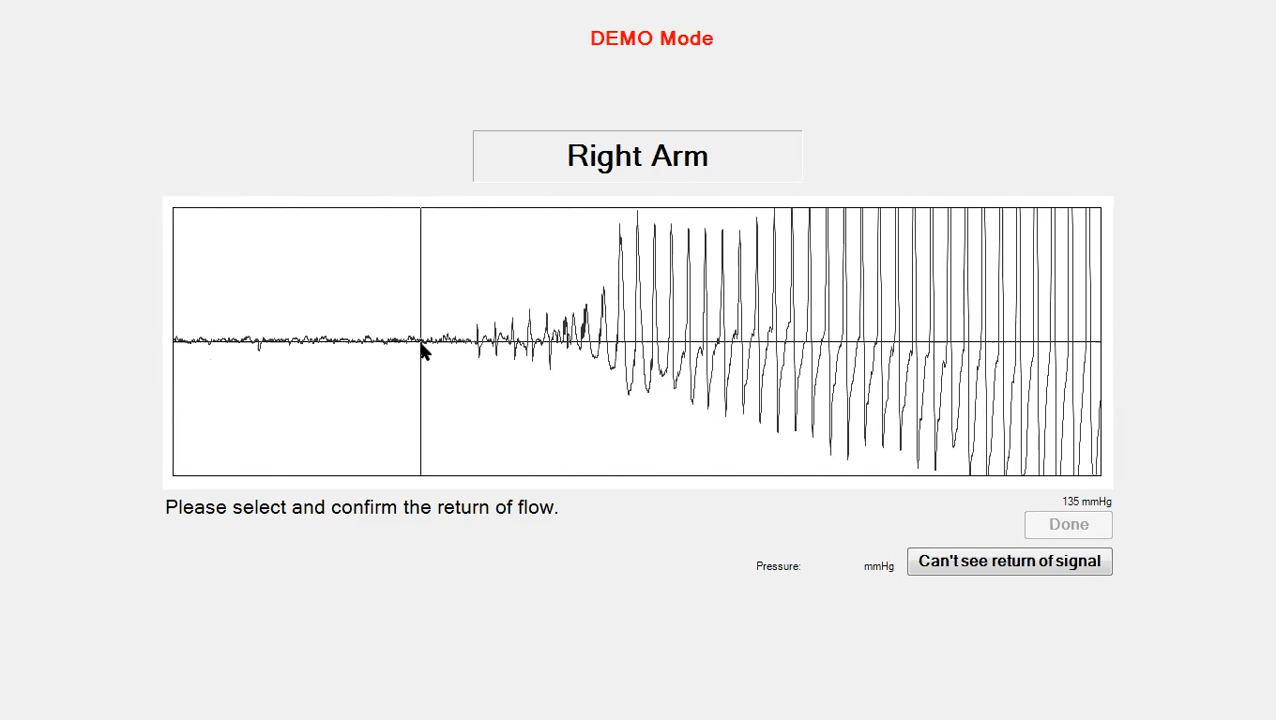 DEMO Mode
Right Arm
Please select and confirm the return of flow.
135 mmHg
Done
Pressure: mmHg
Can't see return of signal